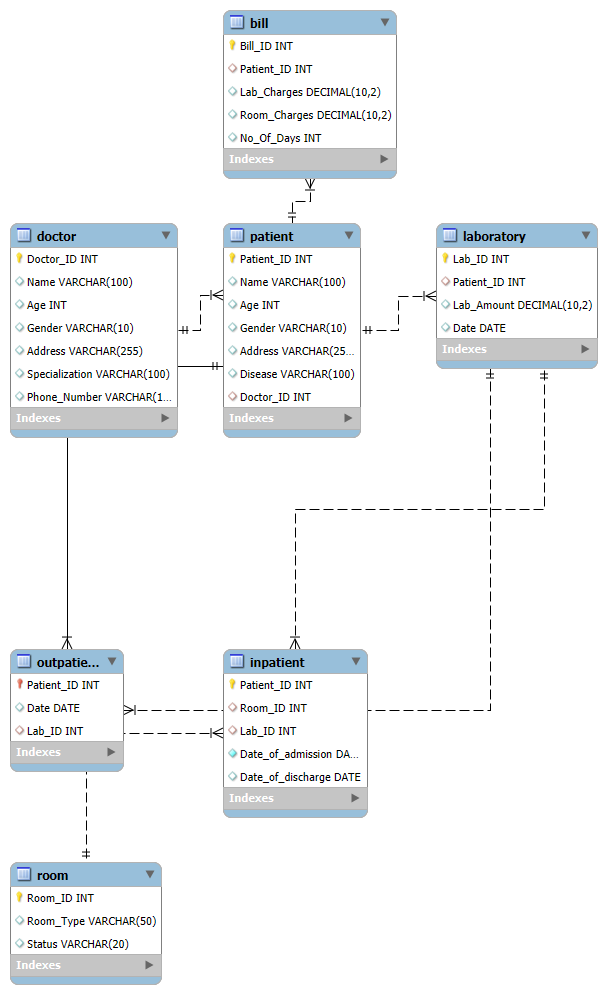 bill
Bill_ID INT
Patient_ID INT
Lab_Charges DECIMAL(10,2)
Room_Charges DECIMAL(10,2)
No_Of_Days INT
Indexes
doctor
Doctor_ID INT
Name VARCHAR(100)
Age INT
Gender VARCHAR(10)
Address VARCHAR(255)
Specialization VARCHAR(100)
Phone_Number VARCHAR(1...
Indexes
patient
Patient_ID INT
Name VARCHAR(100)
Age INT
Gender VARCHAR(10)
Address VARCHAR(25...
Disease VARCHAR(100)
Doctor_ID INT
Indexes
laboratory
Lab_ID INT
Patient_ID INT
Lab_Amount DECIMAL(10,2)
Date DATE
Indexes
outpatie...
Patient_ID INT
Date DATE
Lab_ID INT
Indexes
inpatient
Patient_ID INT
Room_ID INT
Lab_ID INT
Date_of_admission DA...
Date_of_discharge DATE
Indexes
room
Room_ID INT
Room_Type VARCHAR(50)
Status VARCHAR(20)
Indexes